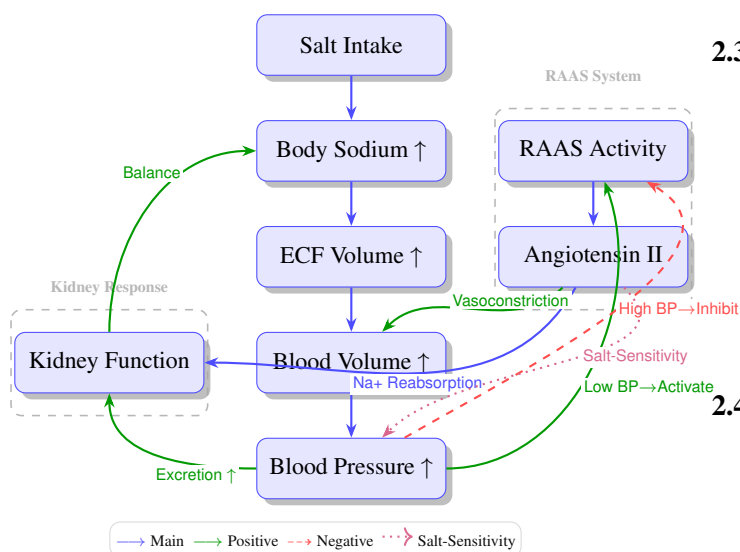 Salt Intake
2.3
RAAS System
Body Sodium ↑
RAAS Activity
Balance
ECF Volume ↑
Angiotensin II
Kidney Response
Vasoconstriction
High BP→Inhibit
Kidney Function
Blood Volume ↑
Salt-Sensitivity
Na+ Reabsorption
Low BP→Activate
2.4
Excretion ↑
Blood Pressure ↑
Main Positive Negative Salt-Sensitivity